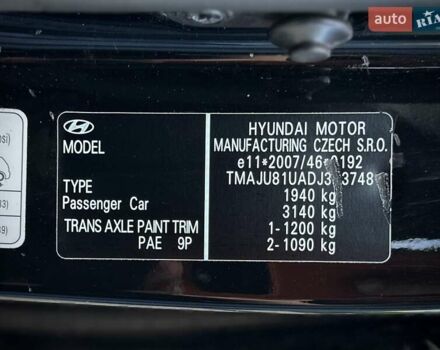 auto
RIA
HYUNDAI MOTOR
MANUFACTURING CZECH S.R.O.
MODEL
TYPE
Passenger Car
1940 kg
3140 kg
TRANS AXLE PAINT TRIM
1-1200 kg
PAE 9P
2-1090 kg